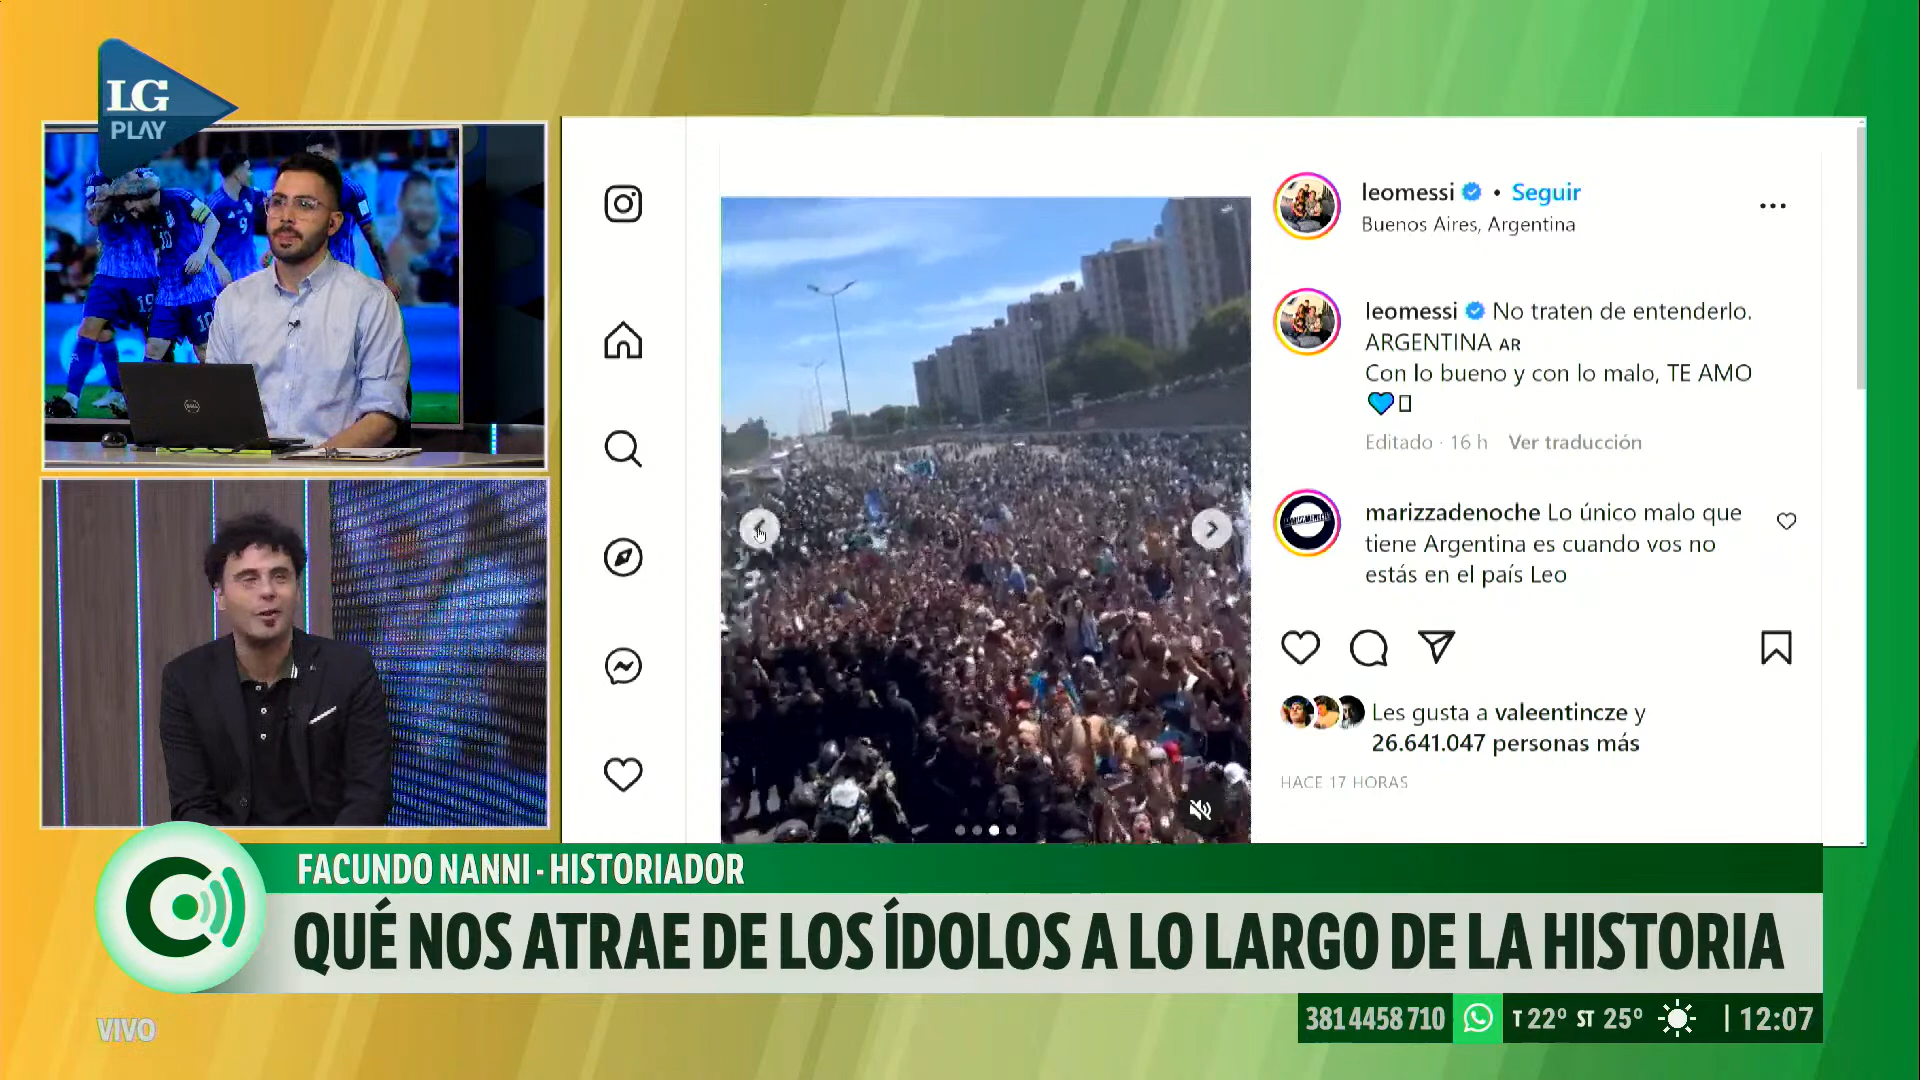 LG
PLAY
leomessi • Seguir
Buenos Aires, Argentina
leomessi No traten de entenderlo.
ARGENTINA AR
Con lo bueno y con lo malo, TE AMO
Editado · 16 h Ver traducción
marizzadenoche Lo único malo que
tiene Argentina es cuando vos no
estás en el país Leo
Les gusta a valeentincze y
26.641.047 personas más
HACE 17 HORAS
FACUNDO NANNI - HISTORIADOR
QUÉ NOS ATRAE DE LOS ÍDOLOS A LO LARGO DE LA HISTORIA
VIVO
381 4458 710 T 22º ST 25º | 12:07